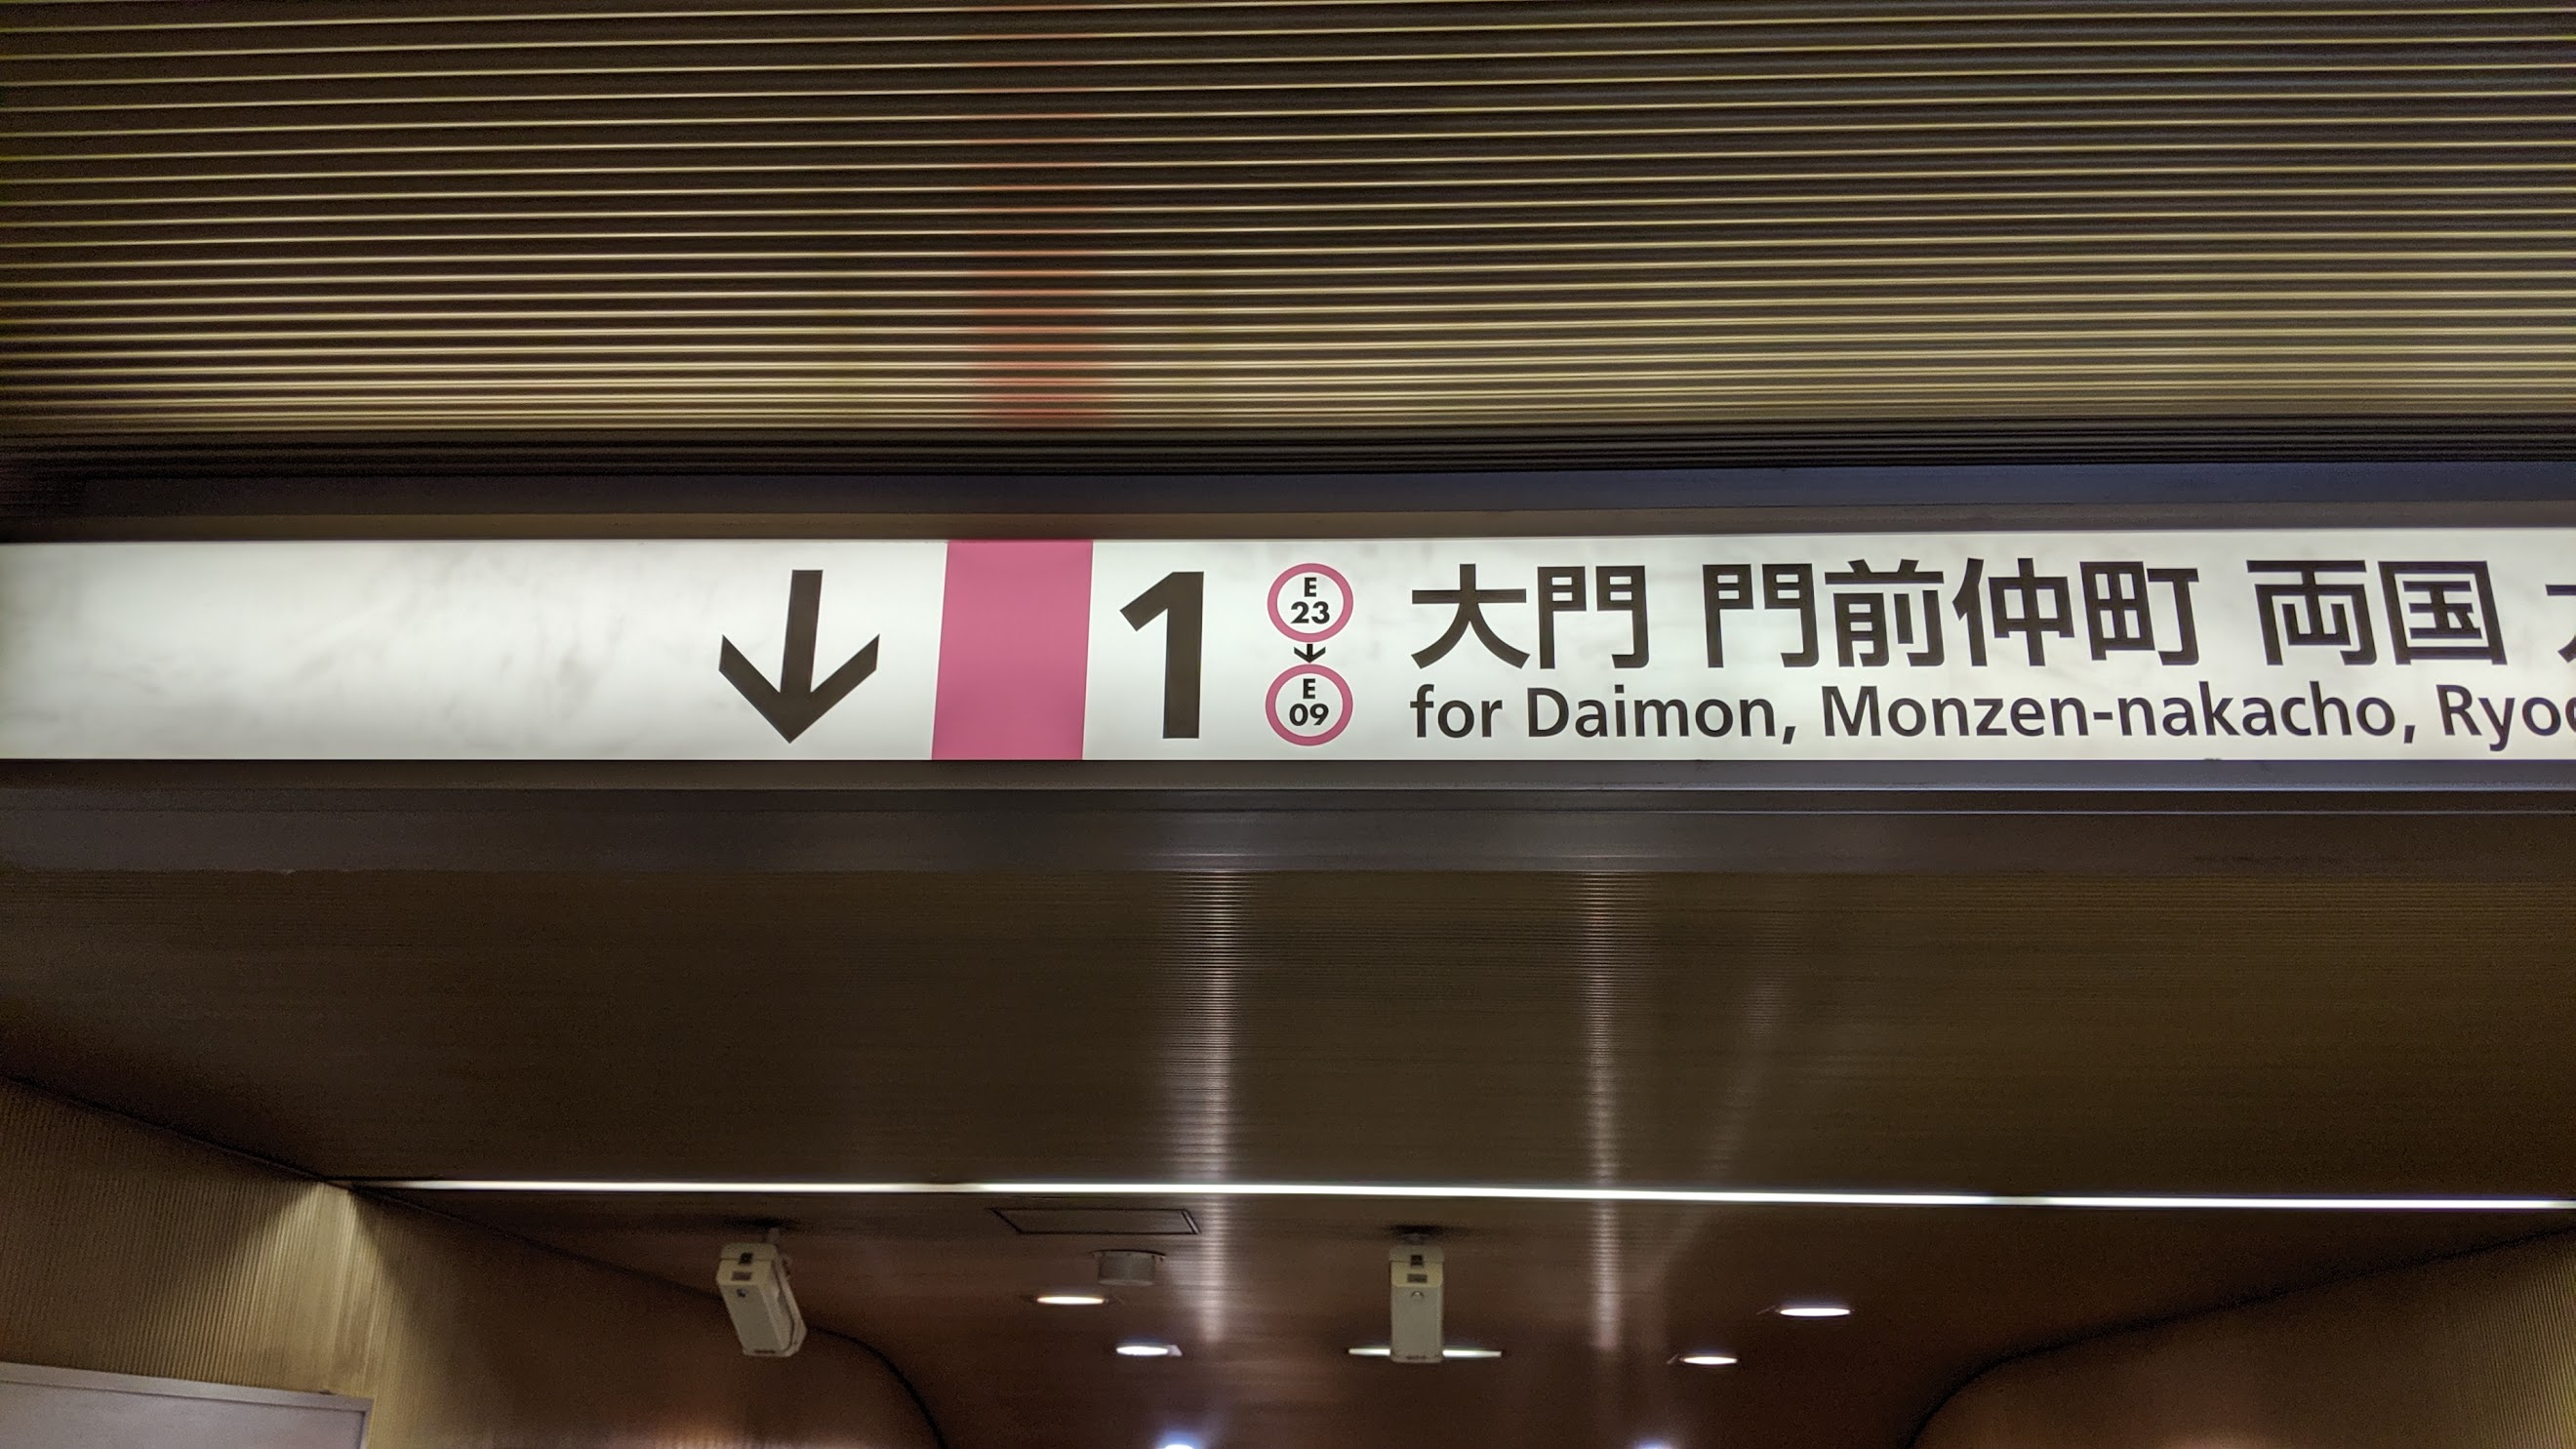 ↓ 1
E
23
↓
E
09
大門 門前仲町 両国
for Daimon, Monzen-nakacho,